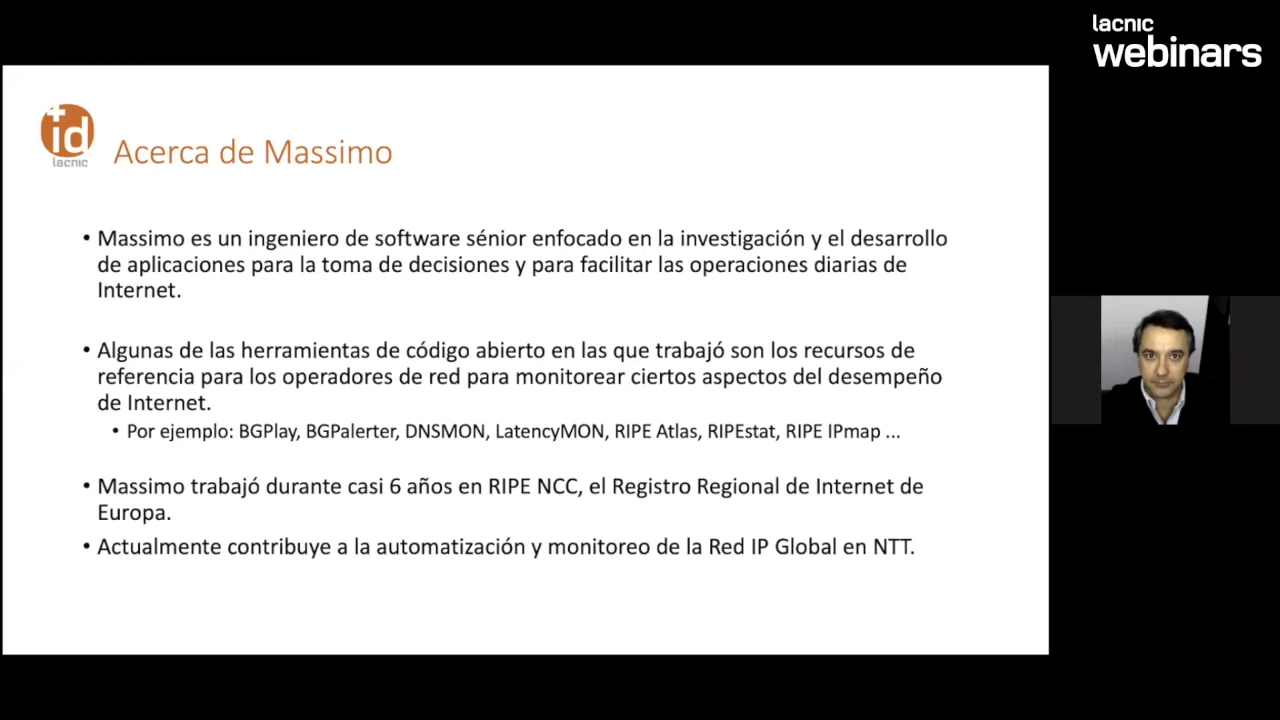 lacnic
webinars
+
id
lacnic
Acerca de Massimo
• Massimo es un ingeniero de software sénior enfocado en la investigación y el desarrollo
de aplicaciones para la toma de decisiones y para facilitar las operaciones diarias de
Internet.
• Algunas de las herramientas de código abierto en las que trabajó son los recursos de
referencia para los operadores de red para monitorear ciertos aspectos del desempeño
de Internet.
• Por ejemplo: BGPlay, BGPalerter, DNSMON, LatencyMON, RIPE Atlas, RIPEstat, RIPE IPmap ...
• Massimo trabajó durante casi 6 años en RIPE NCC, el Registro Regional de Internet de
Europa.
• Actualmente contribuye a la automatización y monitoreo de la Red IP Global en NTT.